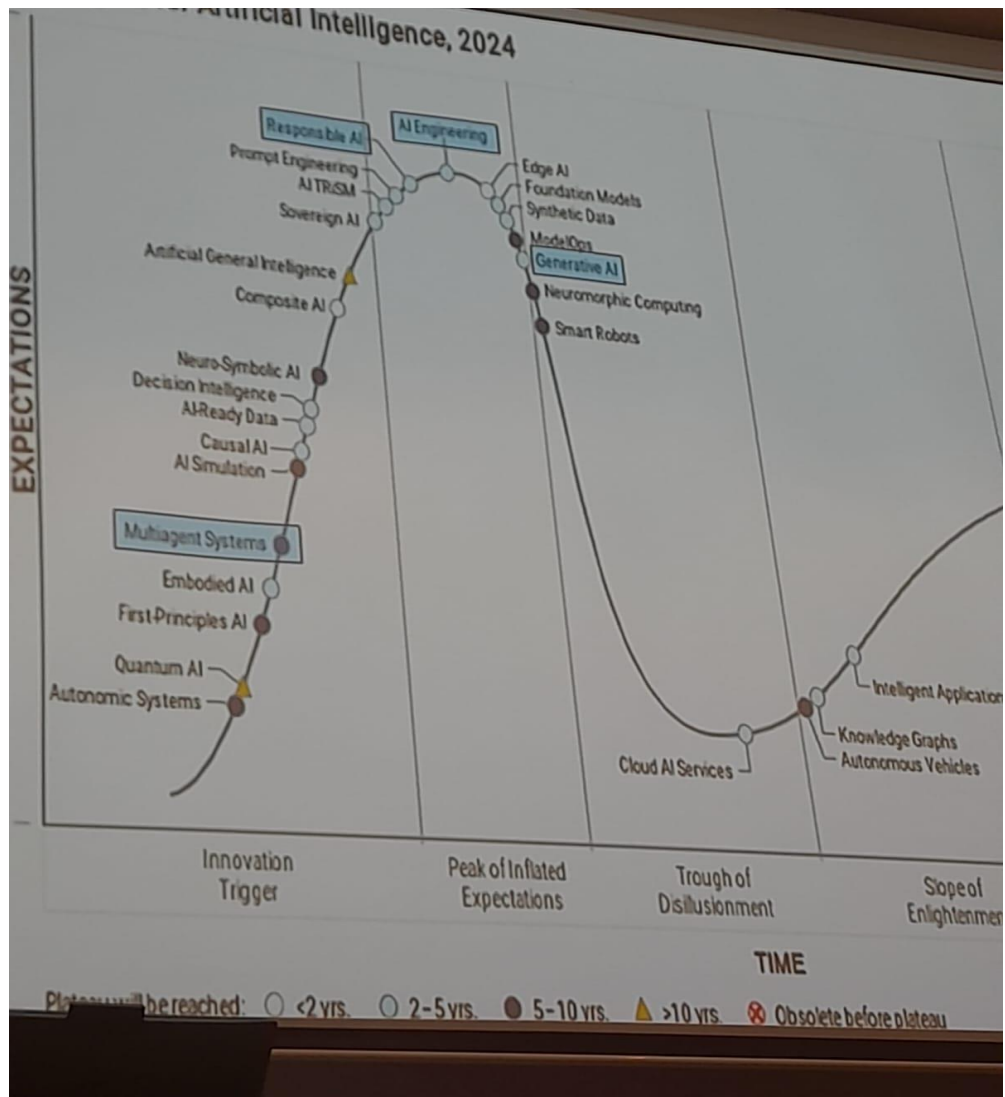 Artificial Intelligence, 2024
EXPECTATIONS
Responsible AI
AI Engineering
Prompt Engineering
AI TRiSM
Sovereign AI
Artificial General Intelligence
Composite AI
Neuro-Symbolic AI
Decision Intelligence
AI-Ready Data
Causal AI
AI Simulation
Multiagent Systems
Embodied AI
First-Principles AI
Quantum AI
Autonomic Systems
Edge AI
Foundation Models
Synthetic Data
ModelOps
Generative AI
Neuromorphic Computing
Smart Robots
Cloud AI Services
Intelligent Application
Knowledge Graphs
Autonomous Vehicles
Innovation
Trigger
Peak of Inflated
Expectations
Trough of
Disillusionment
Slope of
Enlightenmen
TIME
Plateau will be reached: <2 yrs. 2–5 yrs. 5–10 yrs. >10 yrs. Obsolete before plateau